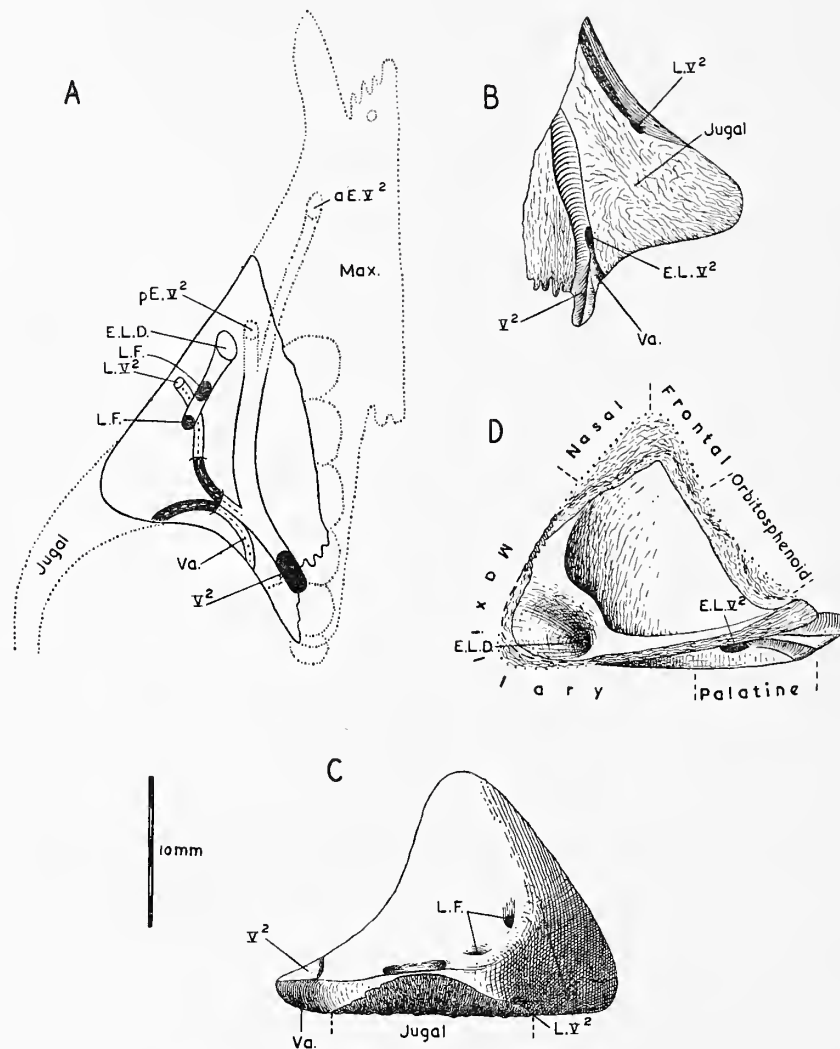 A
aE.V²
Max.
pE.V²
E.L.D.
L.F.
L.V²
L.F.
Va.
V²
Jugal
B
L.V²
Jugal
E.L.V²
V²
Va.
D
Nasal
Frontal
Orbitosphenoid
Maxillary
E.L.D.
E.L.V²
Palatine
C
10mm
L.F.
V²
Va.
Jugal
L.V²